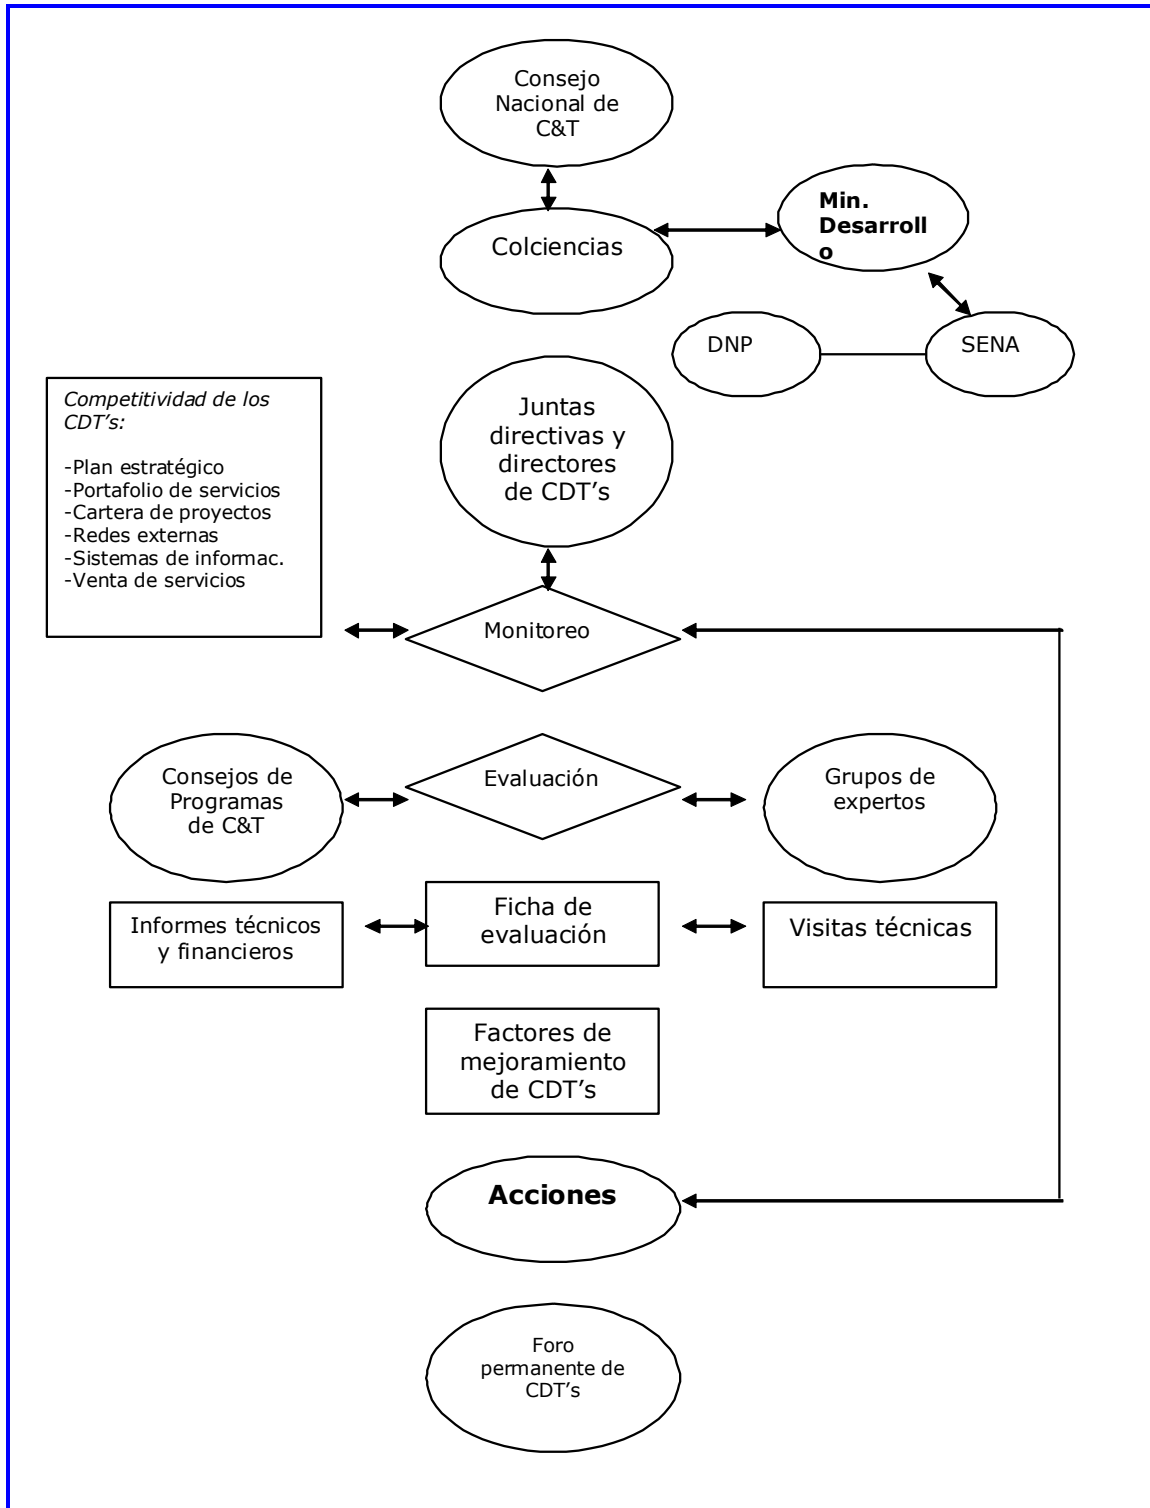 Consejo
Nacional de
C&T
Colciencias
Min.
Desarroll
o
DNP
SENA
Competitividad de los
CDT’s:
-Plan estratégico
-Portafolio de servicios
-Cartera de proyectos
-Redes externas
-Sistemas de informac.
-Venta de servicios
Juntas
directivas y
directores
de CDT’s
Monitoreo
Consejos de
Programas
de C&T
Evaluación
Grupos de
expertos
Informes técnicos
y financieros
Ficha de
evaluación
Visitas técnicas
Factores de
mejoramiento
de CDT’s
Acciones
Foro
permanente de
CDT’s